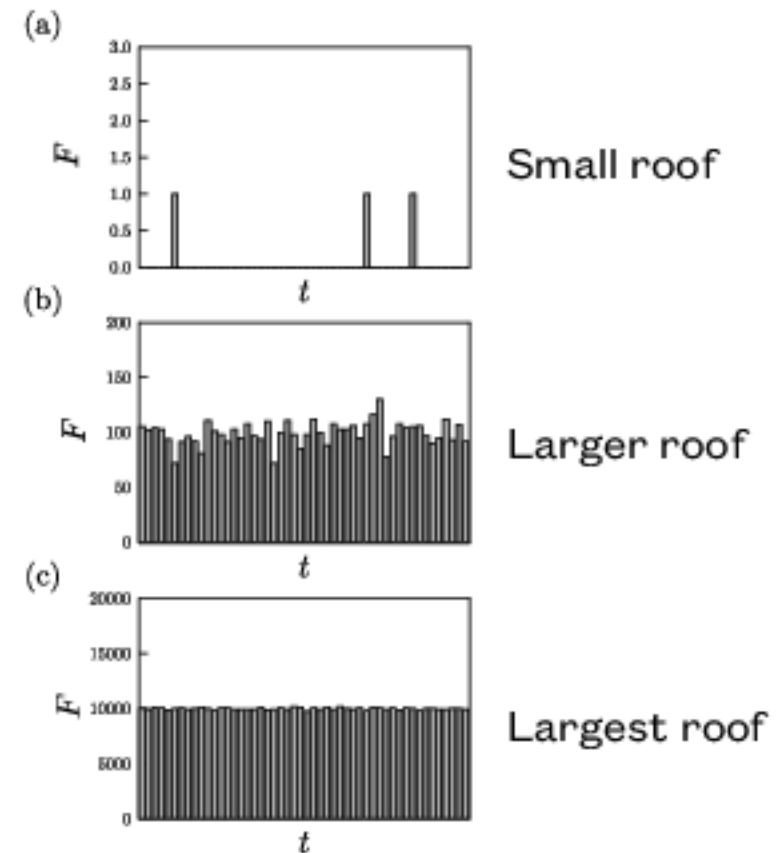 (a)
3.0
2.5
2.0
1.5
1.0
0.5
0.0
F
t
Small roof
(b)
200
150
100
50
0
F
t
Larger roof
(c)
20000
15000
10000
5000
0
F
t
Largest roof